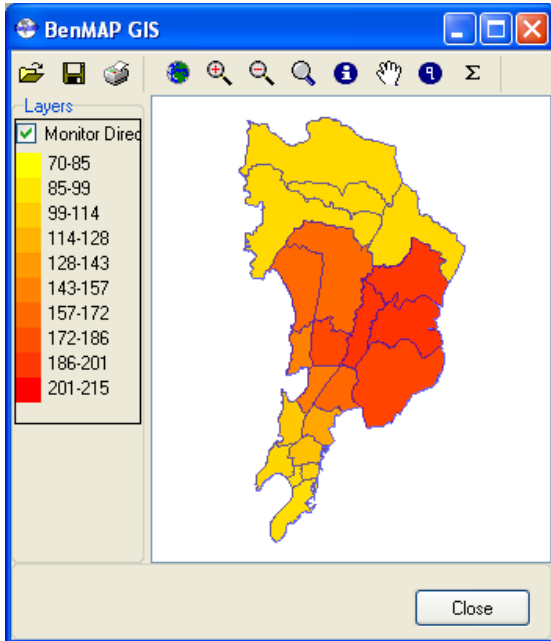 BenMAP GIS
Σ
Layers
Monitor Direc
70-85
85-99
99-114
114-128
128-143
143-157
157-172
172-186
186-201
201-215
Close